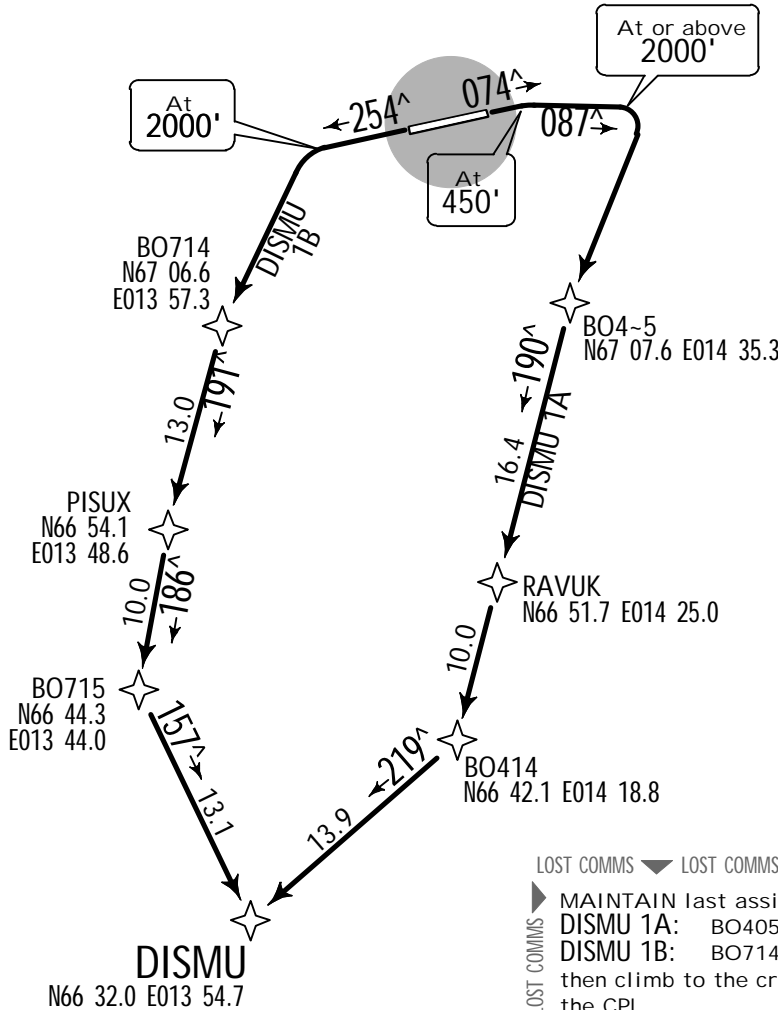 At or above
2000'
At
2000'
254^
074^
087^
At
450'
DISMU
1B
BO714
N67 06.6
E013 57.3
BO4~5
N67 07.6 E014 35.3
191^
13.0
190^
16.4
DISMU 1A
PISUX
N66 54.1
E013 48.6
186^
10.0
RAVUK
N66 51.7 E014 25.0
10.0
BO715
N66 44.3
E013 44.0
157^
13.1
BO414
N66 42.1 E014 18.8
219^
13.9
DISMU
N66 32.0 E013 54.7
LOST COMMS LOST COMMS
LOST COMMS
MAINTAIN last assi
DISMU 1A: BO405
DISMU 1B: BO714
then climb to the cr
the CPL